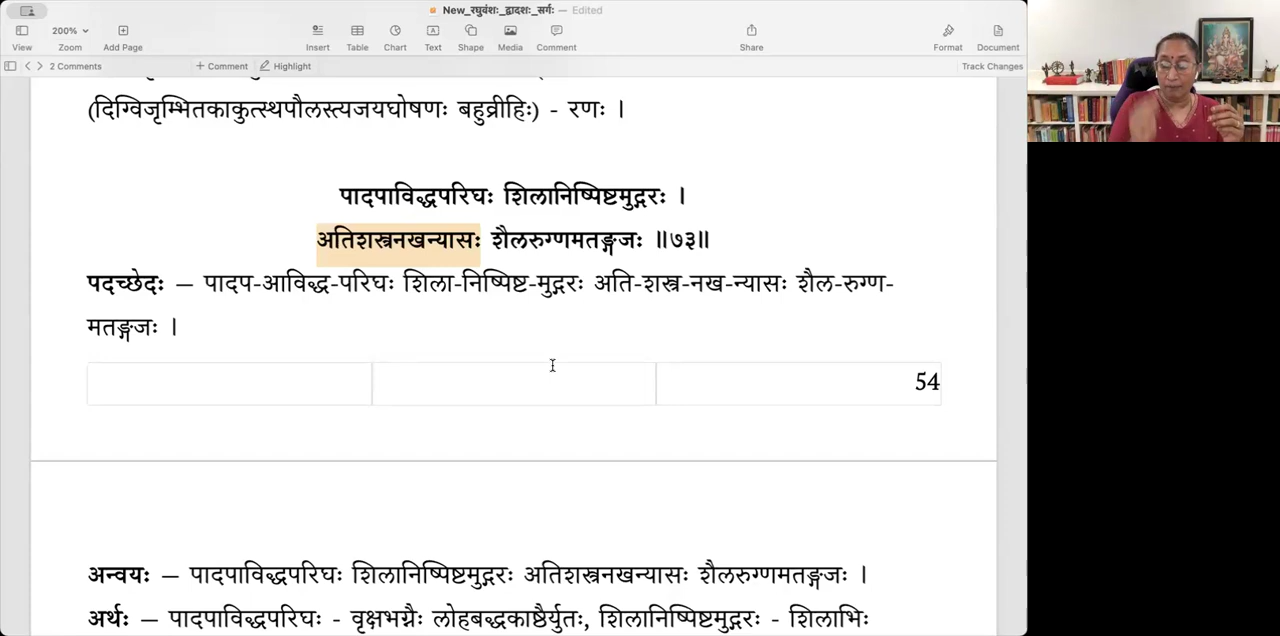 New_रघुवंशः_द्वादशः_सर्गः — Edited
200%
View Zoom Add Page Insert Table Chart Text Shape Media Comment Share Format Document
2 Comments + Comment Highlight Track Changes
(दिग्विजृम्भितकाकुत्स्थपौलस्त्यजयघोषणः बहुव्रीहिः) - रणः ।
पादपाविद्धपरिघः शिलानिष्पिष्टमुद्गरः ।
अतिशस्त्रनखन्यासः शैलरुग्णमतङ्गजः ॥७३॥
पदच्छेदः — पादप-आविद्ध-परिघः शिला-निष्पिष्ट-मुद्गरः अति-शस्त्र-नख-न्यासः शैल-रुग्ण-
मतङ्गजः ।
54
अन्वयः — पादपाविद्धपरिघः शिलानिष्पिष्टमुद्गरः अतिशस्त्रनखन्यासः शैलरुग्णमतङ्गजः ।
अर्थः — पादपाविद्धपरिघः - वृक्षभग्नैः लोहबद्धकाष्ठैर्युतः, शिलानिष्पिष्टमुद्गरः - शिलाभिः